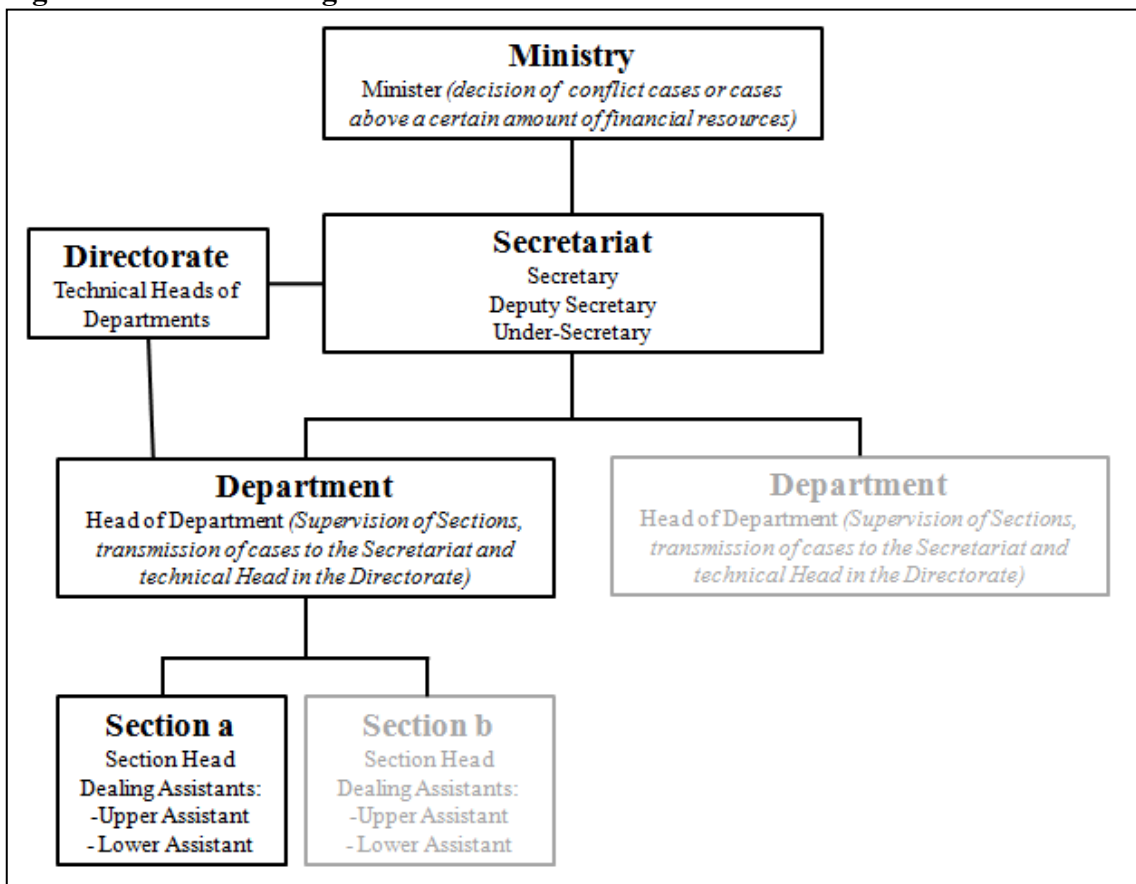 Ministry
Minister (decision of conflict cases or cases
above a certain amount of financial resources)
Directorate
Technical Heads of
Departments
Secretariat
Secretary
Deputy Secretary
Under-Secretary
Department
Head of Department (Supervision of Sections,
transmission of cases to the Secretariat and
technical Head in the Directorate)
Department
Head of Department (Supervision of Sections,
transmission of cases to the Secretariat and
technical Head in the Directorate)
Section a
Section Head
Dealing Assistants:
-Upper Assistant
- Lower Assistant
Section b
Section Head
Dealing Assistants:
-Upper Assistant
- Lower Assistant